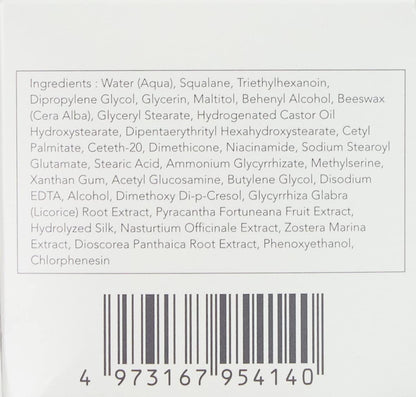 Ingredients : Water (Aqua), Squalane, Triethylhexanoin,
Dipropylene Glycol, Glycerin, Maltitol, Behenyl Alcohol, Beeswax
(Cera Alba), Glyceryl Stearate, Hydrogenated Castor Oil
Hydroxystearate, Dipentaerythrityl Hexahydroxystearate, Cetyl
Palmitate, Ceteth-20, Dimethicone, Niacinamide, Sodium Stearoyl
Glutamate, Stearic Acid, Ammonium Glycyrrhizate, Methylserine,
Xanthan Gum, Acetyl Glucosamine, Butylene Glycol, Disodium
EDTA, Alcohol, Dimethoxy Di-p-Cresol, Glycyrrhiza Glabra
(Licorice) Root Extract, Pyracantha Fortuneana Fruit Extract,
Hydrolyzed Silk, Nasturtium Officinale Extract, Zostera Marina
Extract, Dioscorea Panthaica Root Extract, Phenoxyethanol,
Chlorphenesin
4 973167 954140